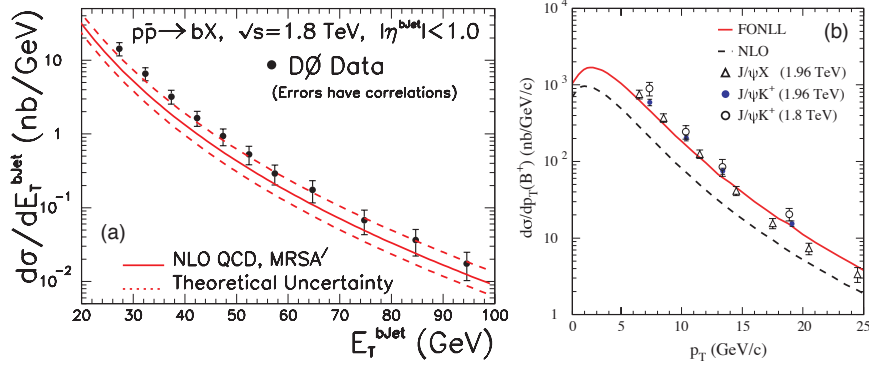 pp̄→bX, √s=1.8 TeV, |η^bJet|<1.0
● DØ Data
(Errors have correlations)
dσ/dE_T^bJet (nb/GeV)
10
1
10^-1
10^-2
(a)
NLO QCD, MRSA′
Theoretical Uncertainty
20 30 40 50 60 70 80 90 100
E_T^bJet (GeV)
(b)
FONLL
NLO
J/ψX (1.96 TeV)
J/ψK⁺ (1.96 TeV)
J/ψK⁺ (1.8 TeV)
dσ/dp_T(B⁺) (nb/GeV/c)
10^4
10^3
10^2
10
1
0 5 10 15 20 25
p_T (GeV/c)